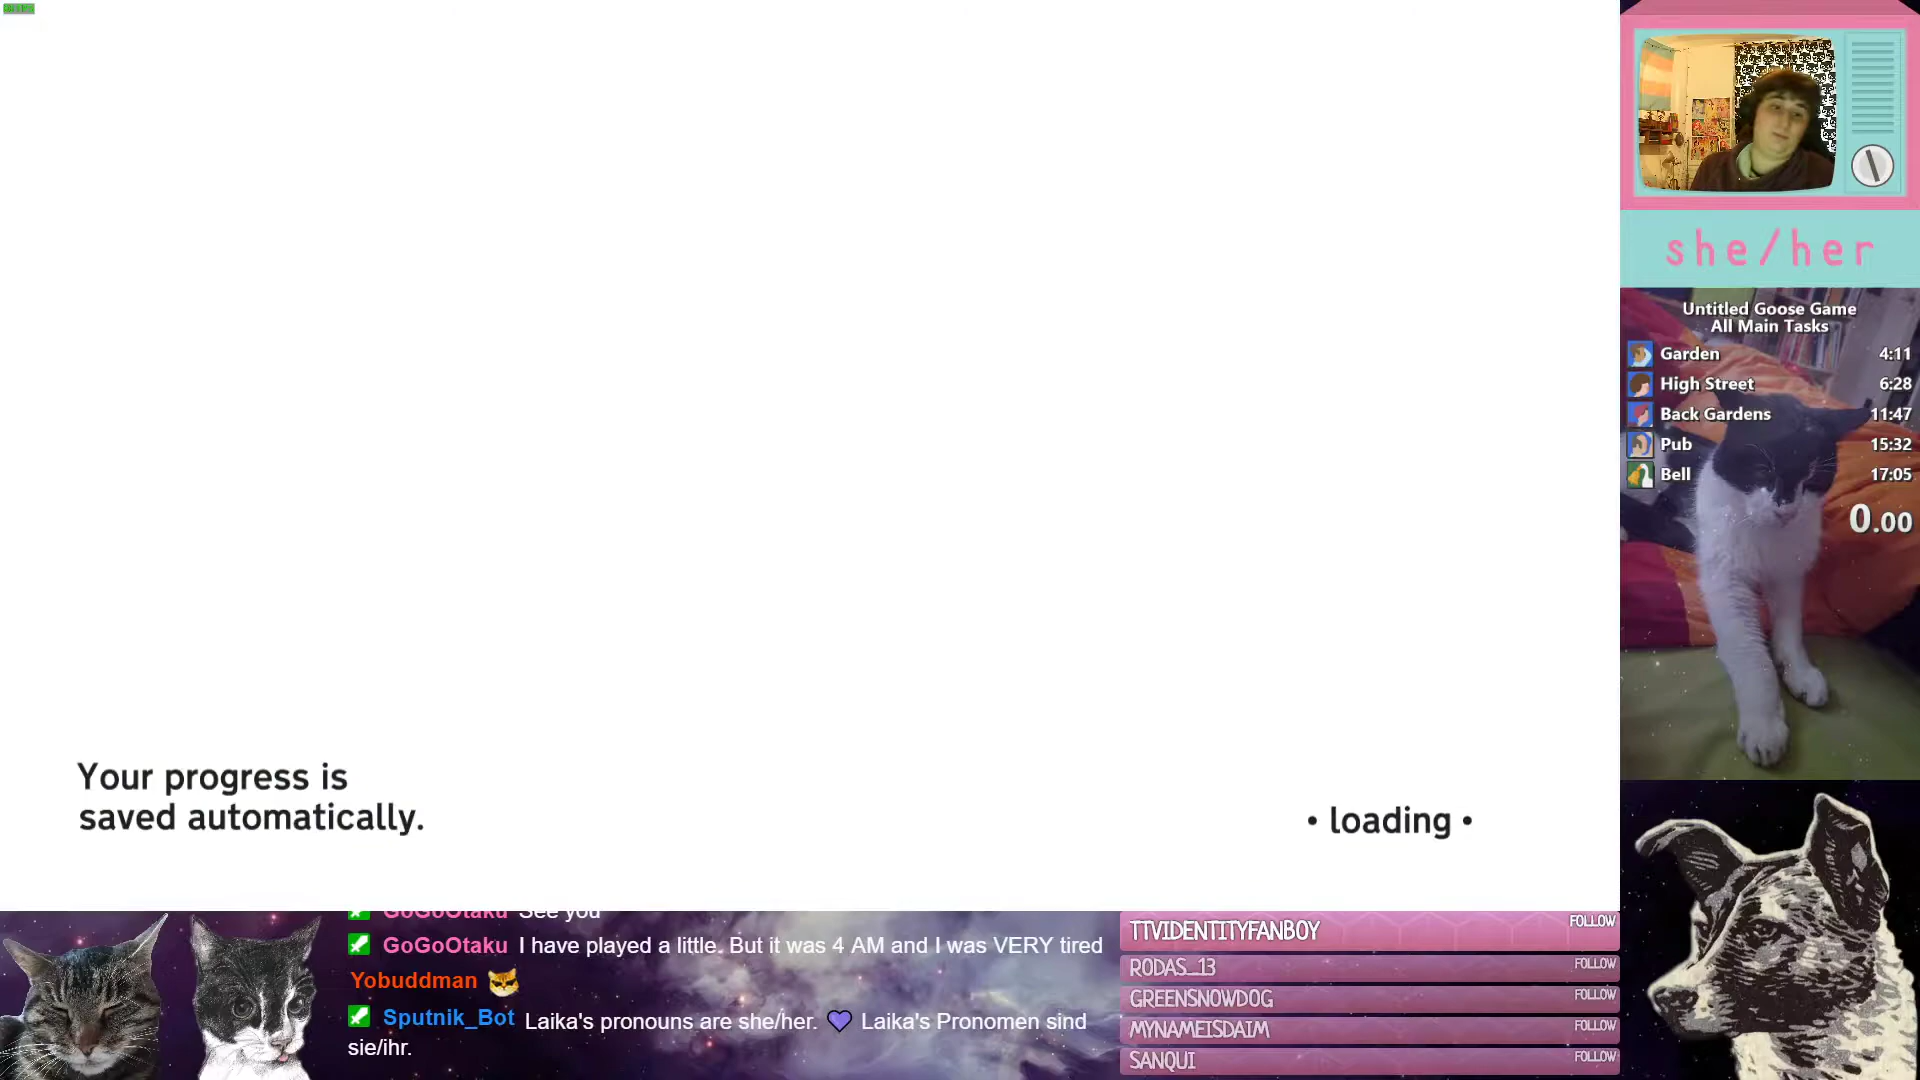 she/her
Untitled Goose Game
All Main Tasks
Garden 4:11
High Street 6:28
Back Gardens 11:47
Pub 15:32
Bell 17:05
0.00
Your progress is
saved automatically.
• loading •
GoGoOtaku See you
GoGoOtaku I have played a little. But it was 4 AM and I was VERY tired
Yobuddman
Sputnik_Bot Laika's pronouns are she/her. 💜 Laika's Pronomen sind
sie/ihr.
TTVIDENTITYFANBOY FOLLOW
RODAS_13 FOLLOW
GREENSNOWDOG FOLLOW
MYNAMEISDAIM FOLLOW
SANQUI FOLLOW